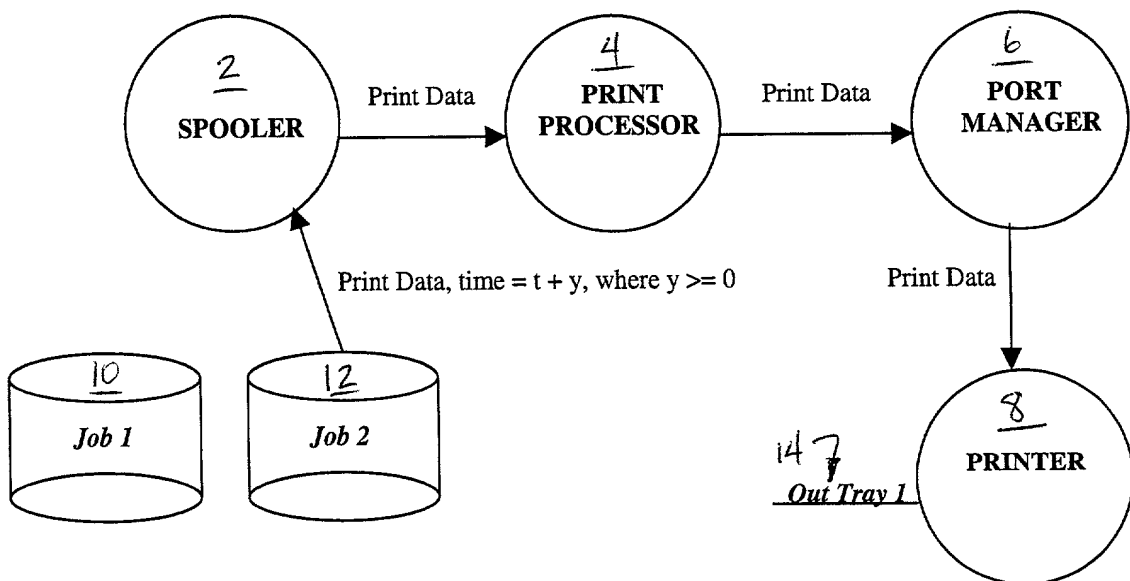 2
SPOOLER
Print Data
4
PRINT
PROCESSOR
Print Data
6
PORT
MANAGER
Print Data, time = t + y, where y >= 0
Print Data
10
Job 1
12
Job 2
14
Out Tray 1
8
PRINTER